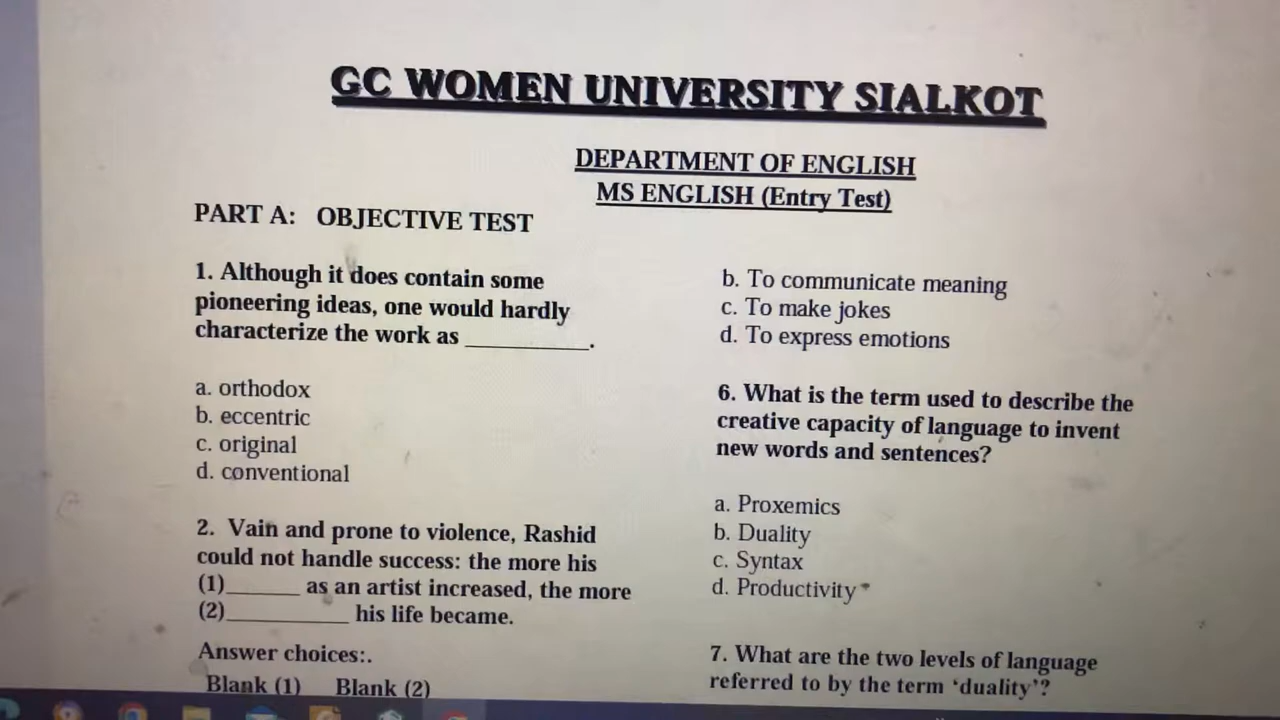 GC WOMEN UNIVERSITY SIALKOT
DEPARTMENT OF ENGLISH
MS ENGLISH (Entry Test)
PART A: OBJECTIVE TEST
1. Although it does contain some
pioneering ideas, one would hardly
characterize the work as __________.
a. orthodox
b. eccentric
c. original
d. conventional
2. Vain and prone to violence, Rashid
could not handle success: the more his
(1)______ as an artist increased, the more
(2)__________ his life became.
Answer choices:.
Blank (1) Blank (2)
b. To communicate meaning
c. To make jokes
d. To express emotions
6. What is the term used to describe the
creative capacity of language to invent
new words and sentences?
a. Proxemics
b. Duality
c. Syntax
d. Productivity
7. What are the two levels of language
referred to by the term ‘duality’?